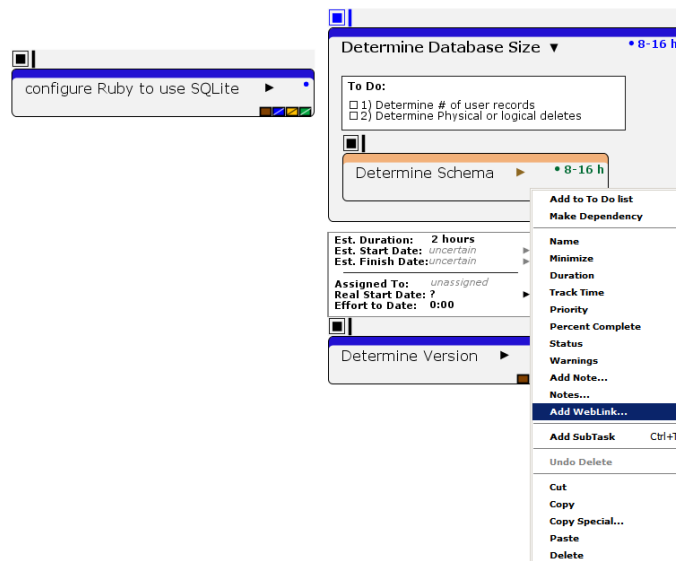 configure Ruby to use SQLite
Determine Database Size
8-16 h
To Do:
1) Determine # of user records
2) Determine Physical or logical deletes
Determine Schema
8-16 h
Est. Duration: 2 hours
Est. Start Date: uncertain
Est. Finish Date: uncertain
Assigned To: unassigned
Real Start Date: ?
Effort to Date: 0:00
Determine Version
Add to To Do list
Make Dependency
Name
Minimize
Duration
Track Time
Priority
Percent Complete
Status
Warnings
Add Note...
Notes...
Add WebLink...
Add SubTask Ctrl+T
Undo Delete
Cut
Copy
Copy Special...
Paste
Delete